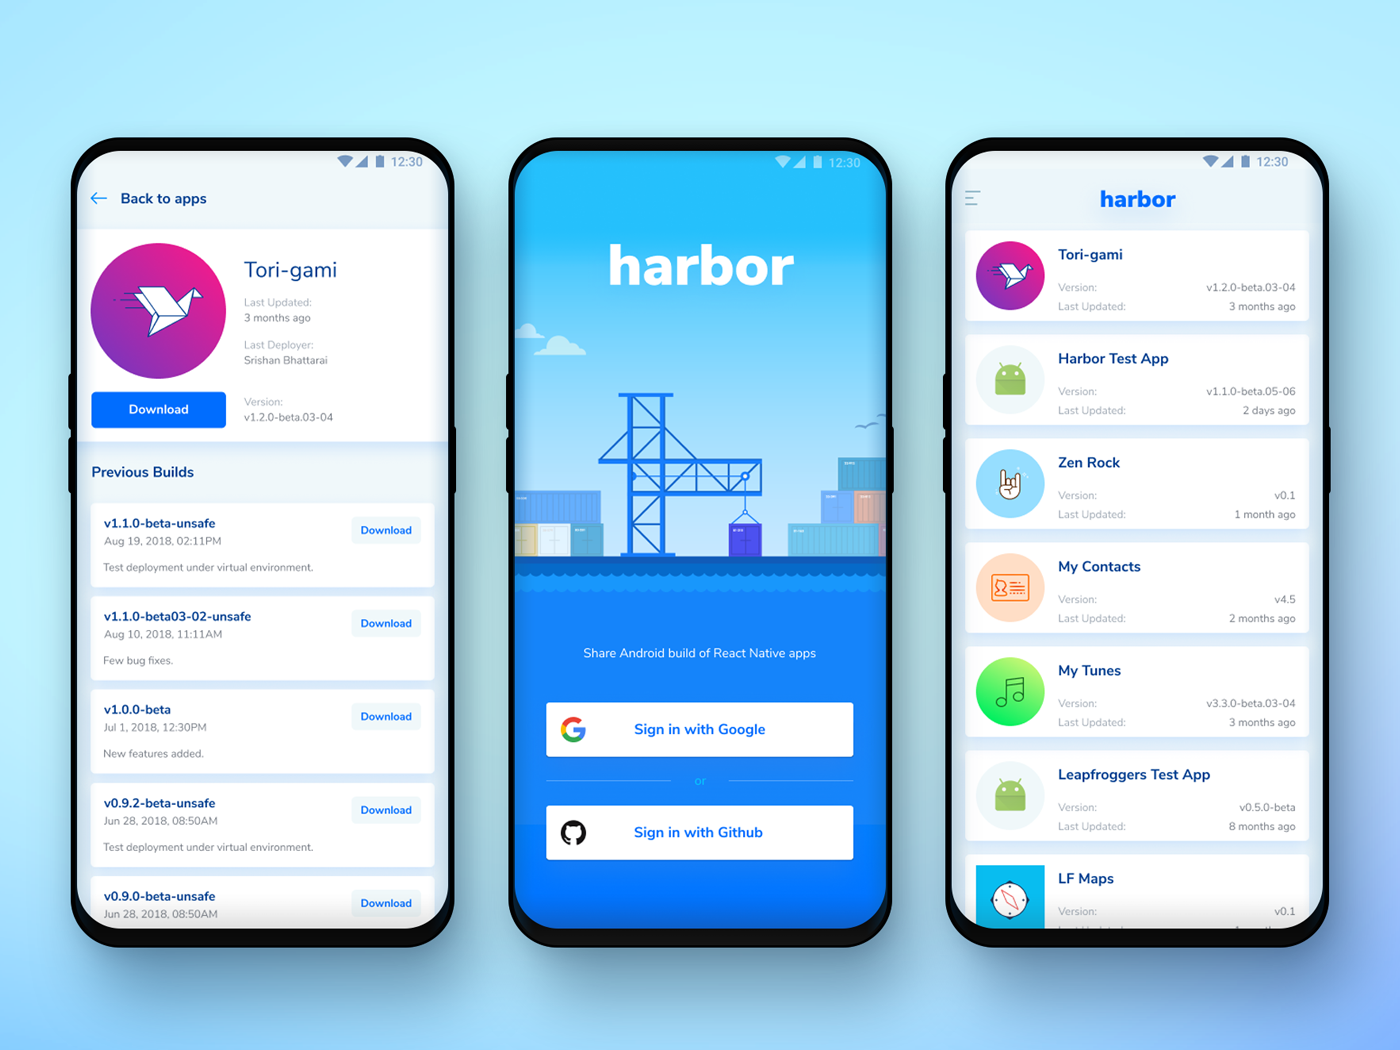 12:30
Back to apps
Tori-gami
Last Updated:
3 months ago
Last Deployer:
Srishan Bhattarai
Download
Version:
v1.2.0-beta.03-04
Previous Builds
v1.1.0-beta-unsafe
Aug 19, 2018, 02:11PM
Download
Test deployment under virtual environment.
v1.1.0-beta03-02-unsafe
Aug 10, 2018, 11:11AM
Download
Few bug fixes.
v1.0.0-beta
Jul 1, 2018, 12:30PM
Download
New features added.
v0.9.2-beta-unsafe
Jun 28, 2018, 08:50AM
Download
Test deployment under virtual environment.
v0.9.0-beta-unsafe
Jun 28, 2018, 08:50AM
Download
12:30
harbor
Share Android build of React Native apps
Sign in with Google
or
Sign in with Github
12:30
harbor
Tori-gami
Version: v1.2.0-beta.03-04
Last Updated: 3 months ago
Harbor Test App
Version: v1.1.0-beta.05-06
Last Updated: 2 days ago
Zen Rock
Version: v0.1
Last Updated: 1 month ago
My Contacts
Version: v4.5
Last Updated: 2 months ago
My Tunes
Version: v3.3.0-beta.03-04
Last Updated: 3 months ago
Leapfroggers Test App
Version: v0.5.0-beta
Last Updated: 8 months ago
LF Maps
Version: v0.1